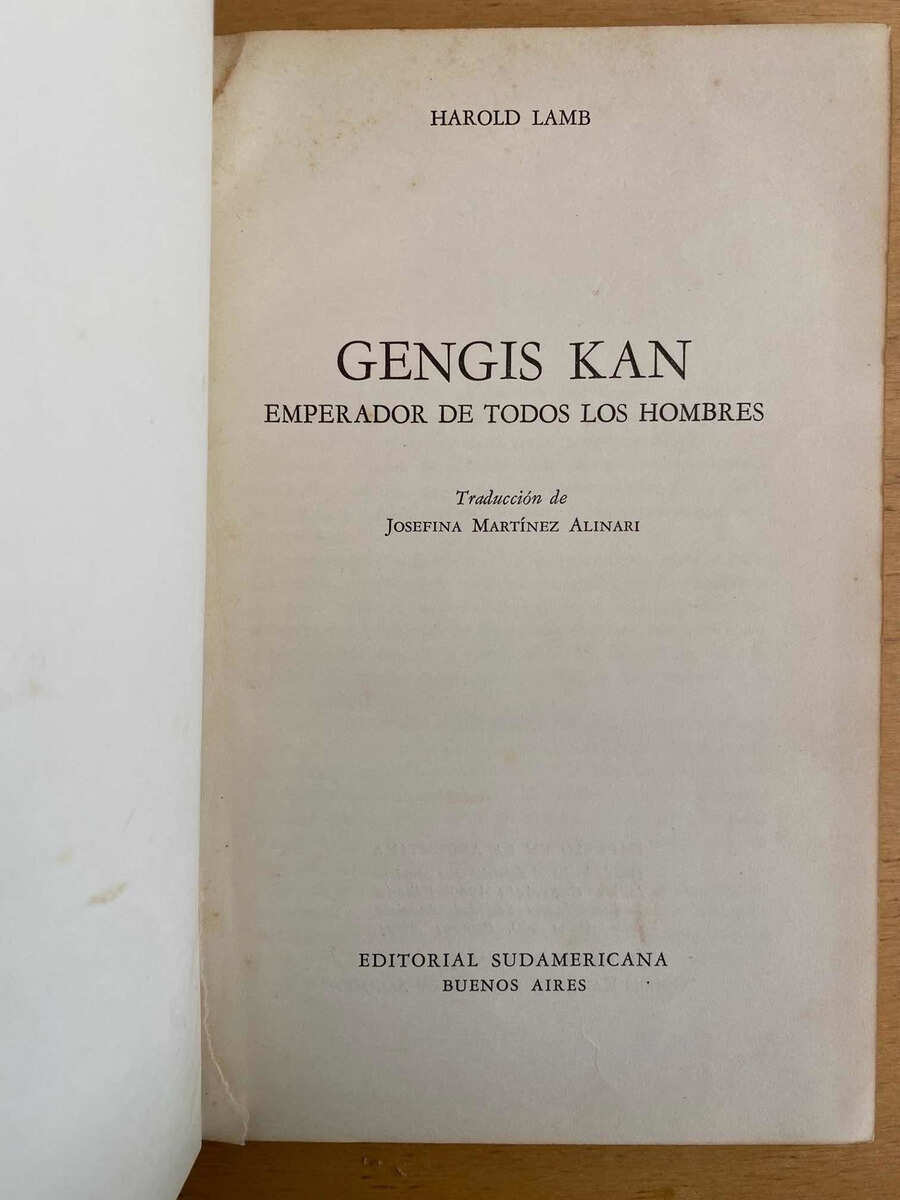 HAROLD LAMB
GENGIS KAN
EMPERADOR DE TODOS LOS HOMBRES
Traducción de
Josefina Martínez Alinari
EDITORIAL SUDAMERICANA
BUENOS AIRES